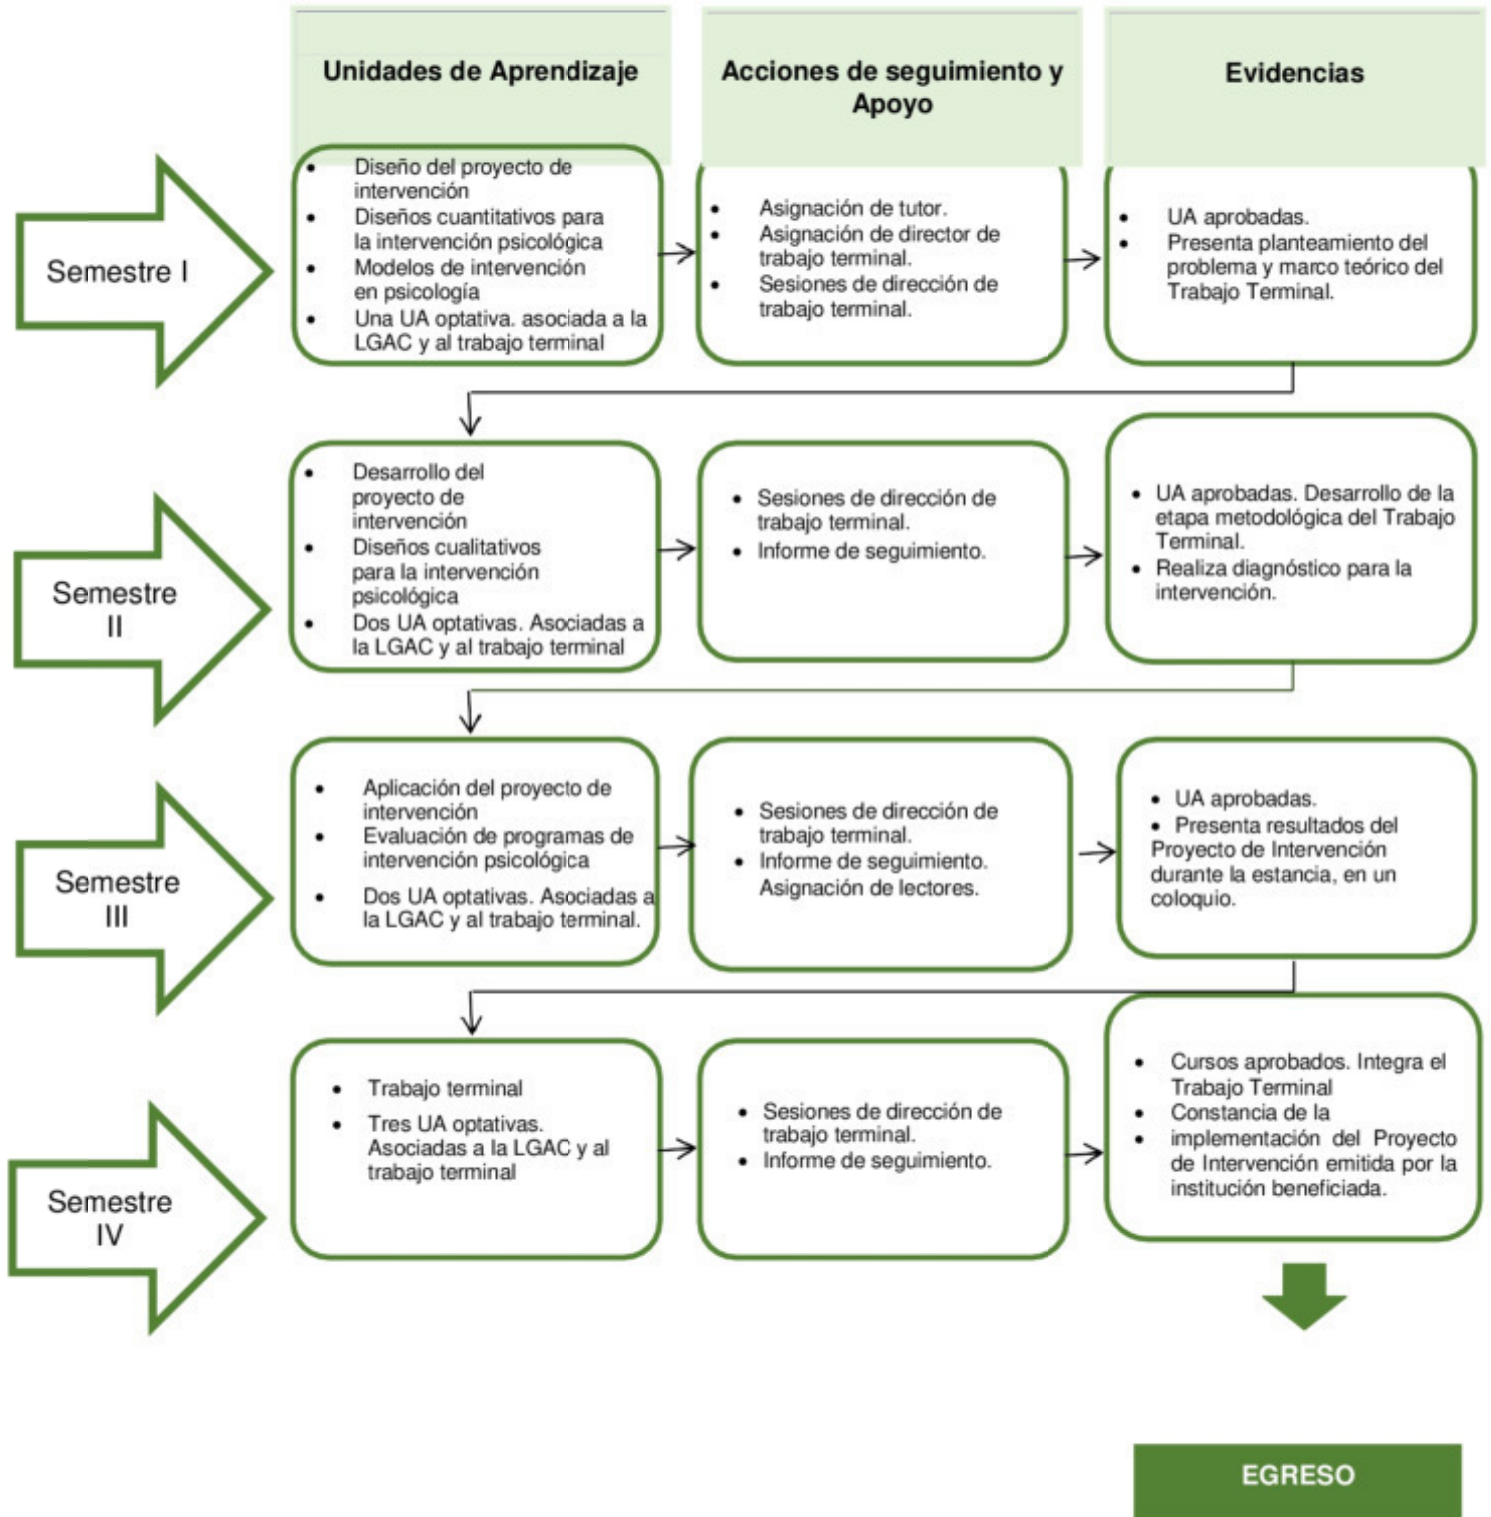 Unidades de Aprendizaje
Acciones de seguimiento y
Apoyo
Evidencias
Semestre I
• Diseño del proyecto de
intervención
• Diseños cuantitativos para
la intervención psicológica
• Modelos de intervención
en psicología
• Una UA optativa. asociada a la
LGAC y al trabajo terminal
• Asignación de tutor.
• Asignación de director de
trabajo terminal.
• Sesiones de dirección de
trabajo terminal.
• UA aprobadas.
• Presenta planteamiento del
problema y marco teórico del
Trabajo Terminal.
Semestre
II
• Desarrollo del
proyecto de
intervención
• Diseños cualitativos
para la intervención
psicológica
• Dos UA optativas. Asociadas a
la LGAC y al trabajo terminal
• Sesiones de dirección de
trabajo terminal.
• Informe de seguimiento.
• UA aprobadas. Desarrollo de la
etapa metodológica del Trabajo
Terminal.
• Realiza diagnóstico para la
intervención.
Semestre
III
• Aplicación del proyecto de
intervención
• Evaluación de programas de
intervención psicológica
• Dos UA optativas. Asociadas a
la LGAC y al trabajo terminal.
• Sesiones de dirección de
trabajo terminal.
• Informe de seguimiento.
Asignación de lectores.
• UA aprobadas.
• Presenta resultados del
Proyecto de Intervención
durante la estancia, en un
coloquio.
Semestre
IV
• Trabajo terminal
• Tres UA optativas.
Asociadas a la LGAC y al
trabajo terminal
• Sesiones de dirección de
trabajo terminal.
• Informe de seguimiento.
• Cursos aprobados. Integra el
Trabajo Terminal
• Constancia de la
• implementación del Proyecto
de Intervención emitida por la
institución beneficiada.
EGRESO